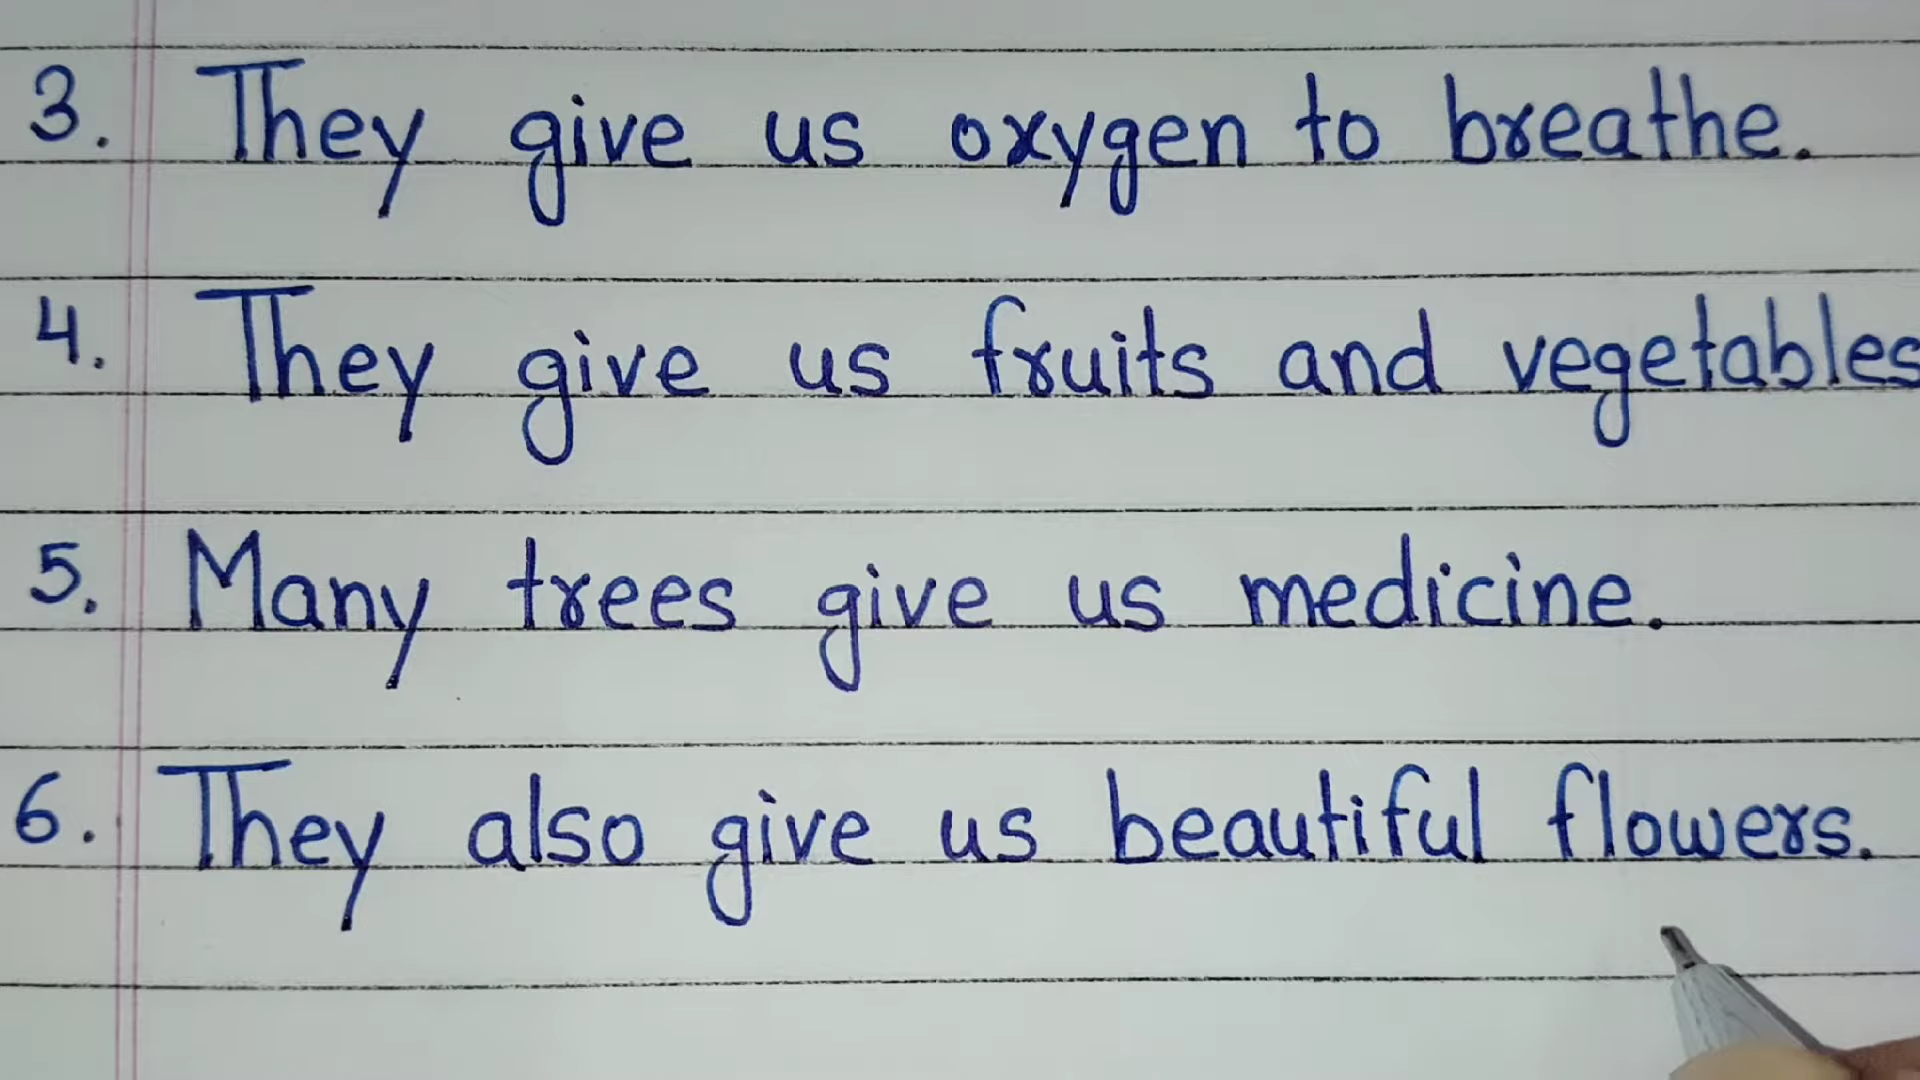 3. They give us oxygen to breathe.
4. They give us fruits and vegetables
5. Many trees give us medicine.
6. They also give us beautiful flowers.